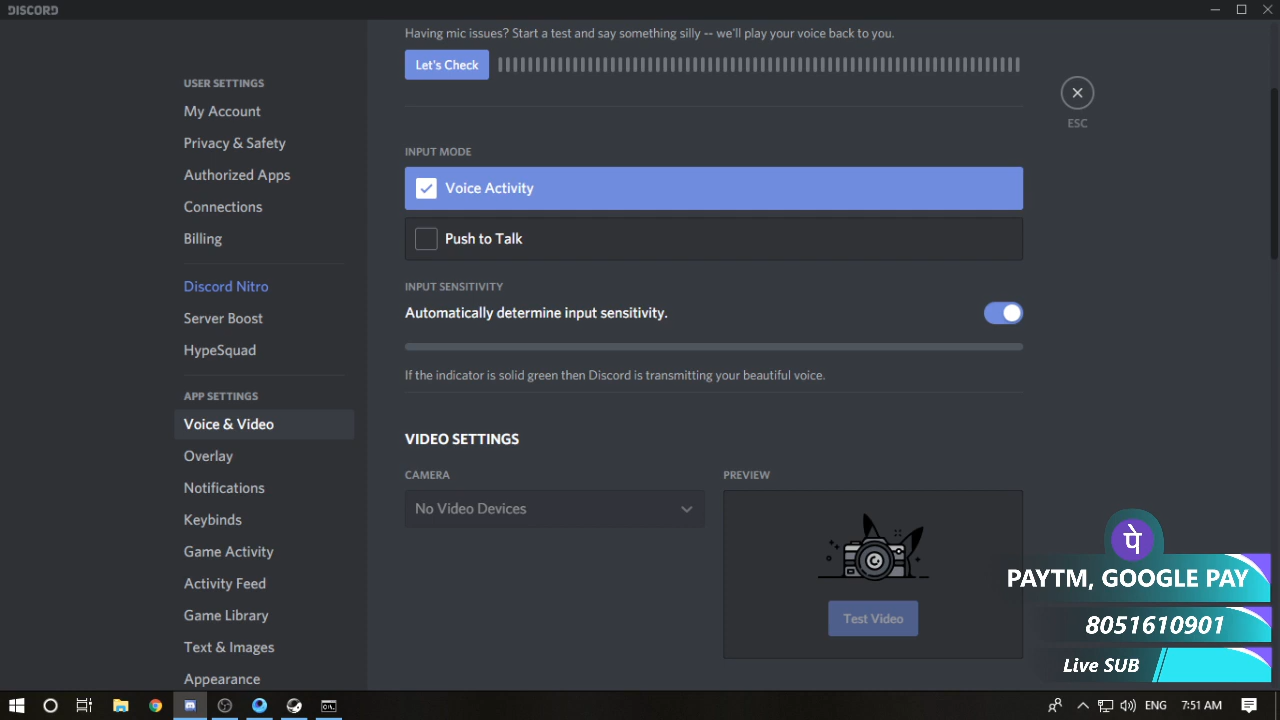 DISCORD
Having mic issues? Start a test and say something silly -- we'll play your voice back to you.
Let's Check
ESC
USER SETTINGS
My Account
Privacy & Safety
Authorized Apps
Connections
Billing
Discord Nitro
Server Boost
HypeSquad
APP SETTINGS
Voice & Video
Overlay
Notifications
Keybinds
Game Activity
Activity Feed
Game Library
Text & Images
Appearance
INPUT MODE
Voice Activity
Push to Talk
INPUT SENSITIVITY
Automatically determine input sensitivity.
If the indicator is solid green then Discord is transmitting your beautiful voice.
VIDEO SETTINGS
CAMERA
No Video Devices
PREVIEW
Test Video
पे
PAYTM, GOOGLE PAY
8051610901
Live SUB
ENG
7:51 AM